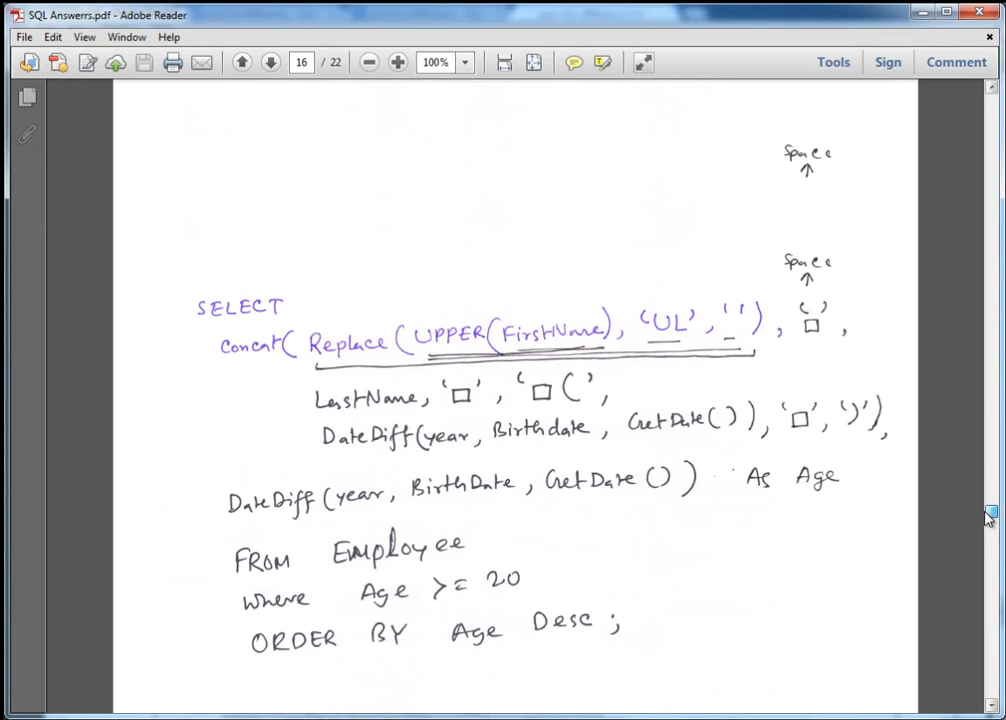 SQL Answerrs.pdf - Adobe Reader
File Edit View Window Help
16 / 22 100% Tools Sign Comment
Space
↑
Space
↑
SELECT
Concat( Replace ( UPPER(FirstName), 'UL', '' ) , '□' ,
LastName, '□' , '□(' ,
DateDiff(year, Birthdate , GetDate() ), '□', ')' ),
DateDiff (year, BirthDate , GetDate () ) As Age
FROM Employee
where Age >= 20
ORDER BY Age Desc ;